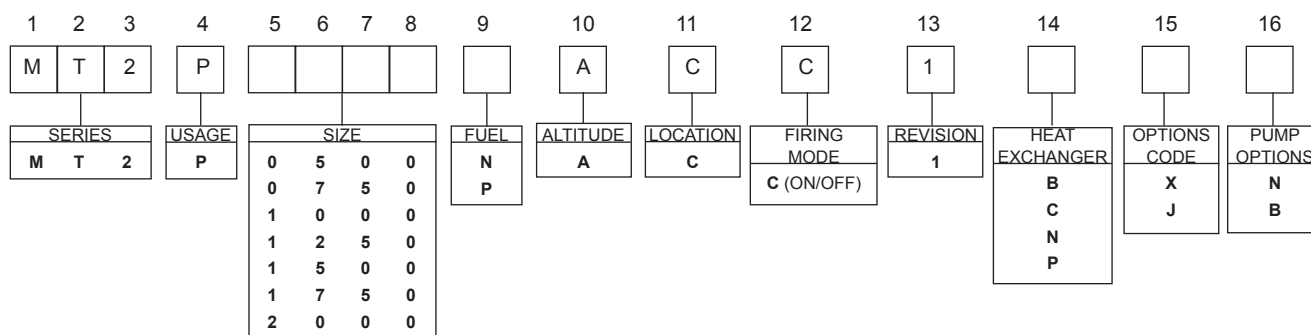 1 2 3 4 5 6 7 8 9 10 11 12 13 14 15 16
M T 2 P A C C 1
SERIES
M T 2
USAGE
P
SIZE
0 5 0 0
0 7 5 0
1 0 0 0
1 2 5 0
1 5 0 0
1 7 5 0
2 0 0 0
FUEL
N
P
ALTITUDE
A
LOCATION
C
FIRING
MODE
C (ON/OFF)
REVISION
1
HEAT
EXCHANGER
B
C
N
P
OPTIONS
CODE
X
J
PUMP
OPTIONS
N
B